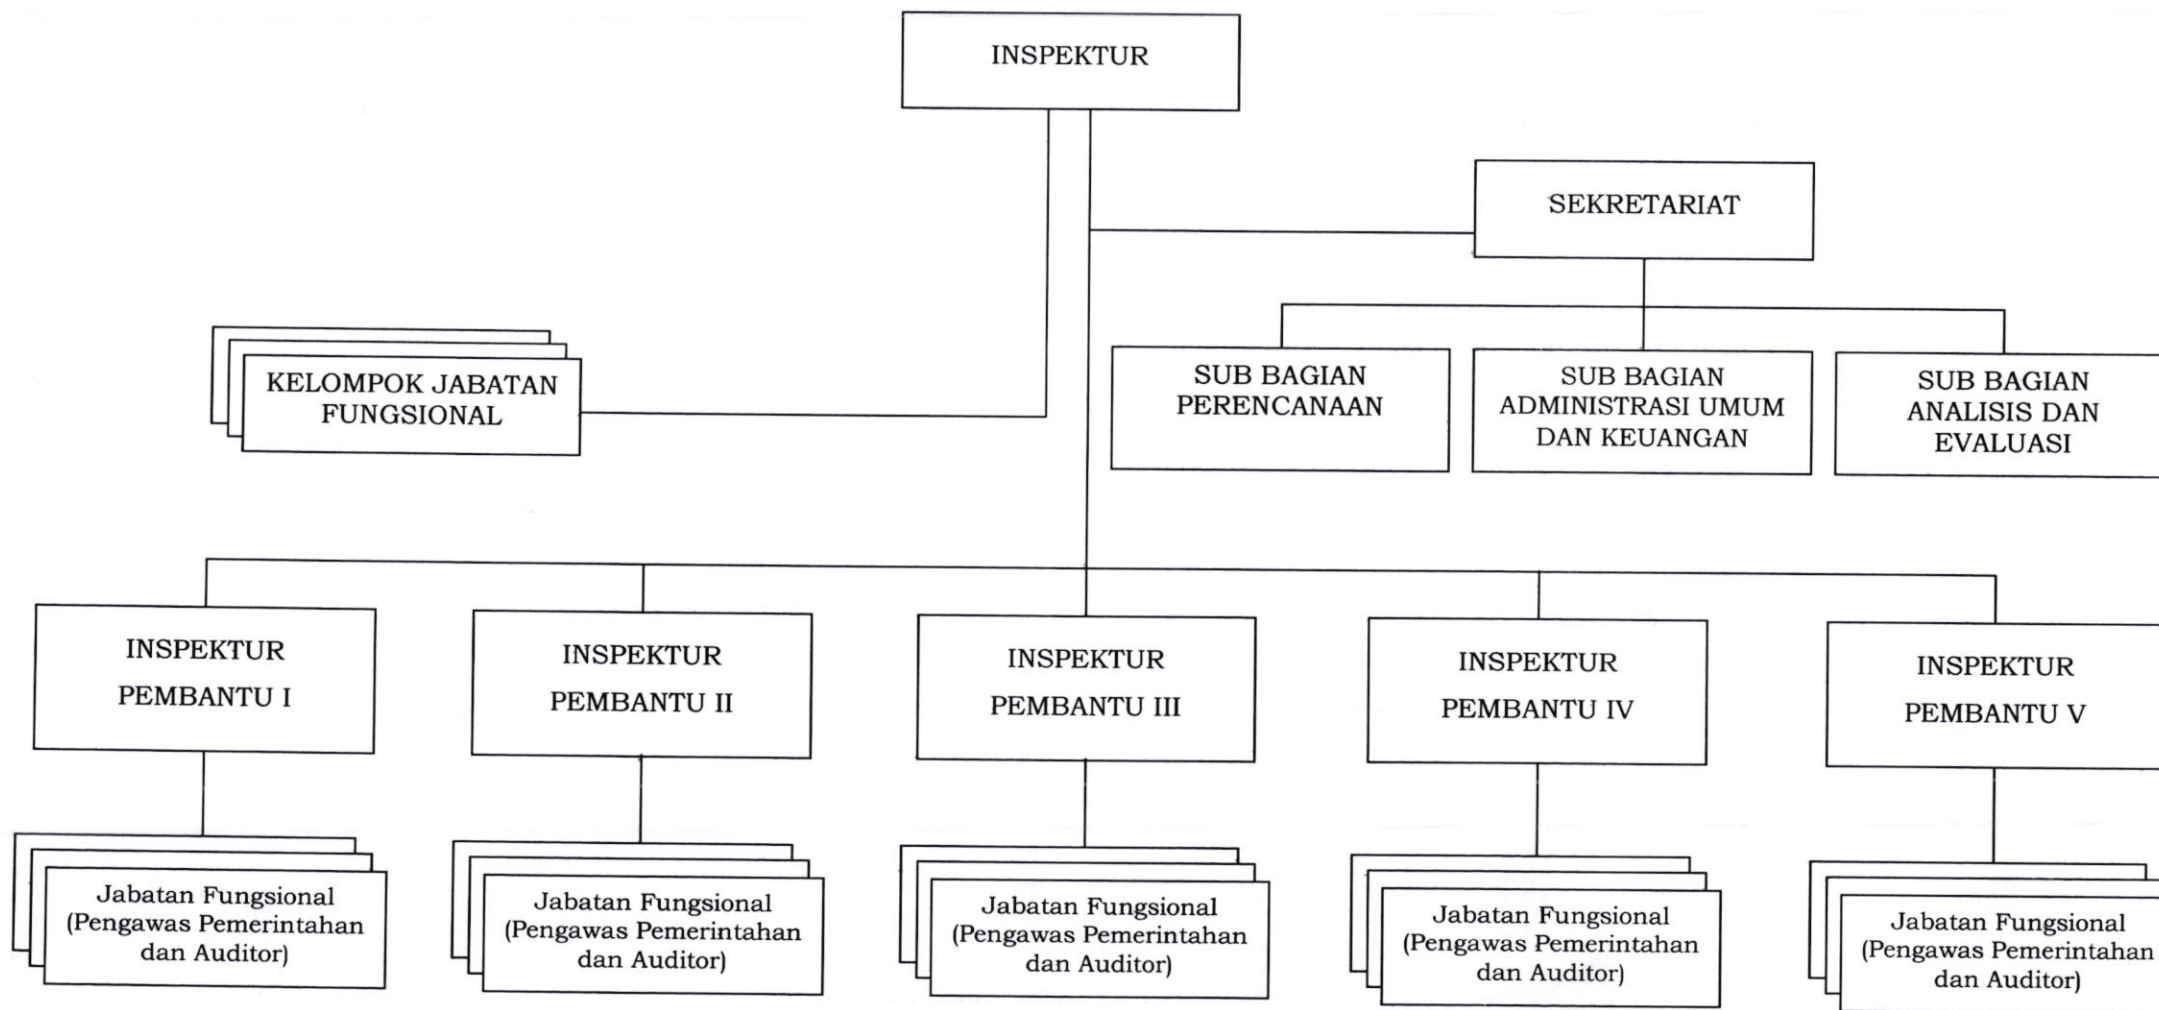 INSPEKTUR
SEKRETARIAT
KELOMPOK JABATAN
FUNGSIONAL
SUB BAGIAN
PERENCANAAN
SUB BAGIAN
ADMINISTRASI UMUM
DAN KEUANGAN
SUB BAGIAN
ANALISIS DAN
EVALUASI
INSPEKTUR
PEMBANTU I
INSPEKTUR
PEMBANTU II
INSPEKTUR
PEMBANTU III
INSPEKTUR
PEMBANTU IV
INSPEKTUR
PEMBANTU V
Jabatan Fungsional
(Pengawas Pemerintahan
dan Auditor)
Jabatan Fungsional
(Pengawas Pemerintahan
dan Auditor)
Jabatan Fungsional
(Pengawas Pemerintahan
dan Auditor)
Jabatan Fungsional
(Pengawas Pemerintahan
dan Auditor)
Jabatan Fungsional
(Pengawas Pemerintahan
dan Auditor)